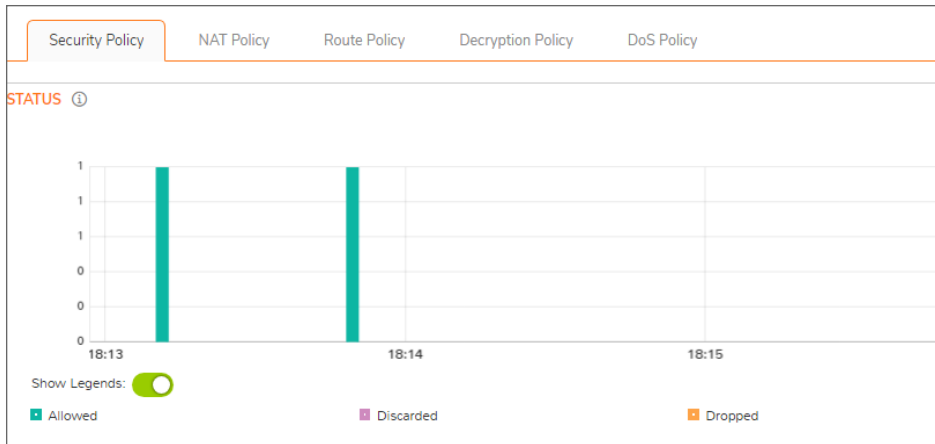 Security Policy NAT Policy Route Policy Decryption Policy DoS Policy
STATUS
1
1
1
0
0
0
18:13 18:14 18:15
Show Legends:
Allowed Discarded Dropped